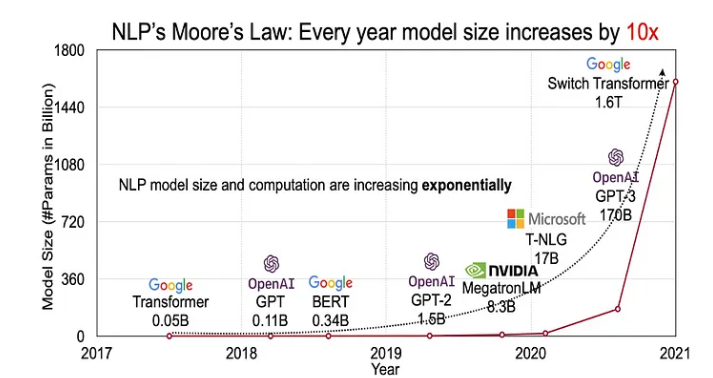 NLP's Moore's Law: Every year model size increases by 10x
Model Size (#Params in Billion)
1800
1440
1080
720
360
0
NLP model size and computation are increasing exponentially
Google
Transformer
0.05B
OpenAI
GPT
0.11B
Google
BERT
0.34B
OpenAI
GPT-2
1.5B
NVIDIA
MegatronLM
8.3B
Microsoft
T-NLG
17B
OpenAI
GPT-3
170B
Google
Switch Transformer
1.6T
2017
2018
2019
2020
2021
Year